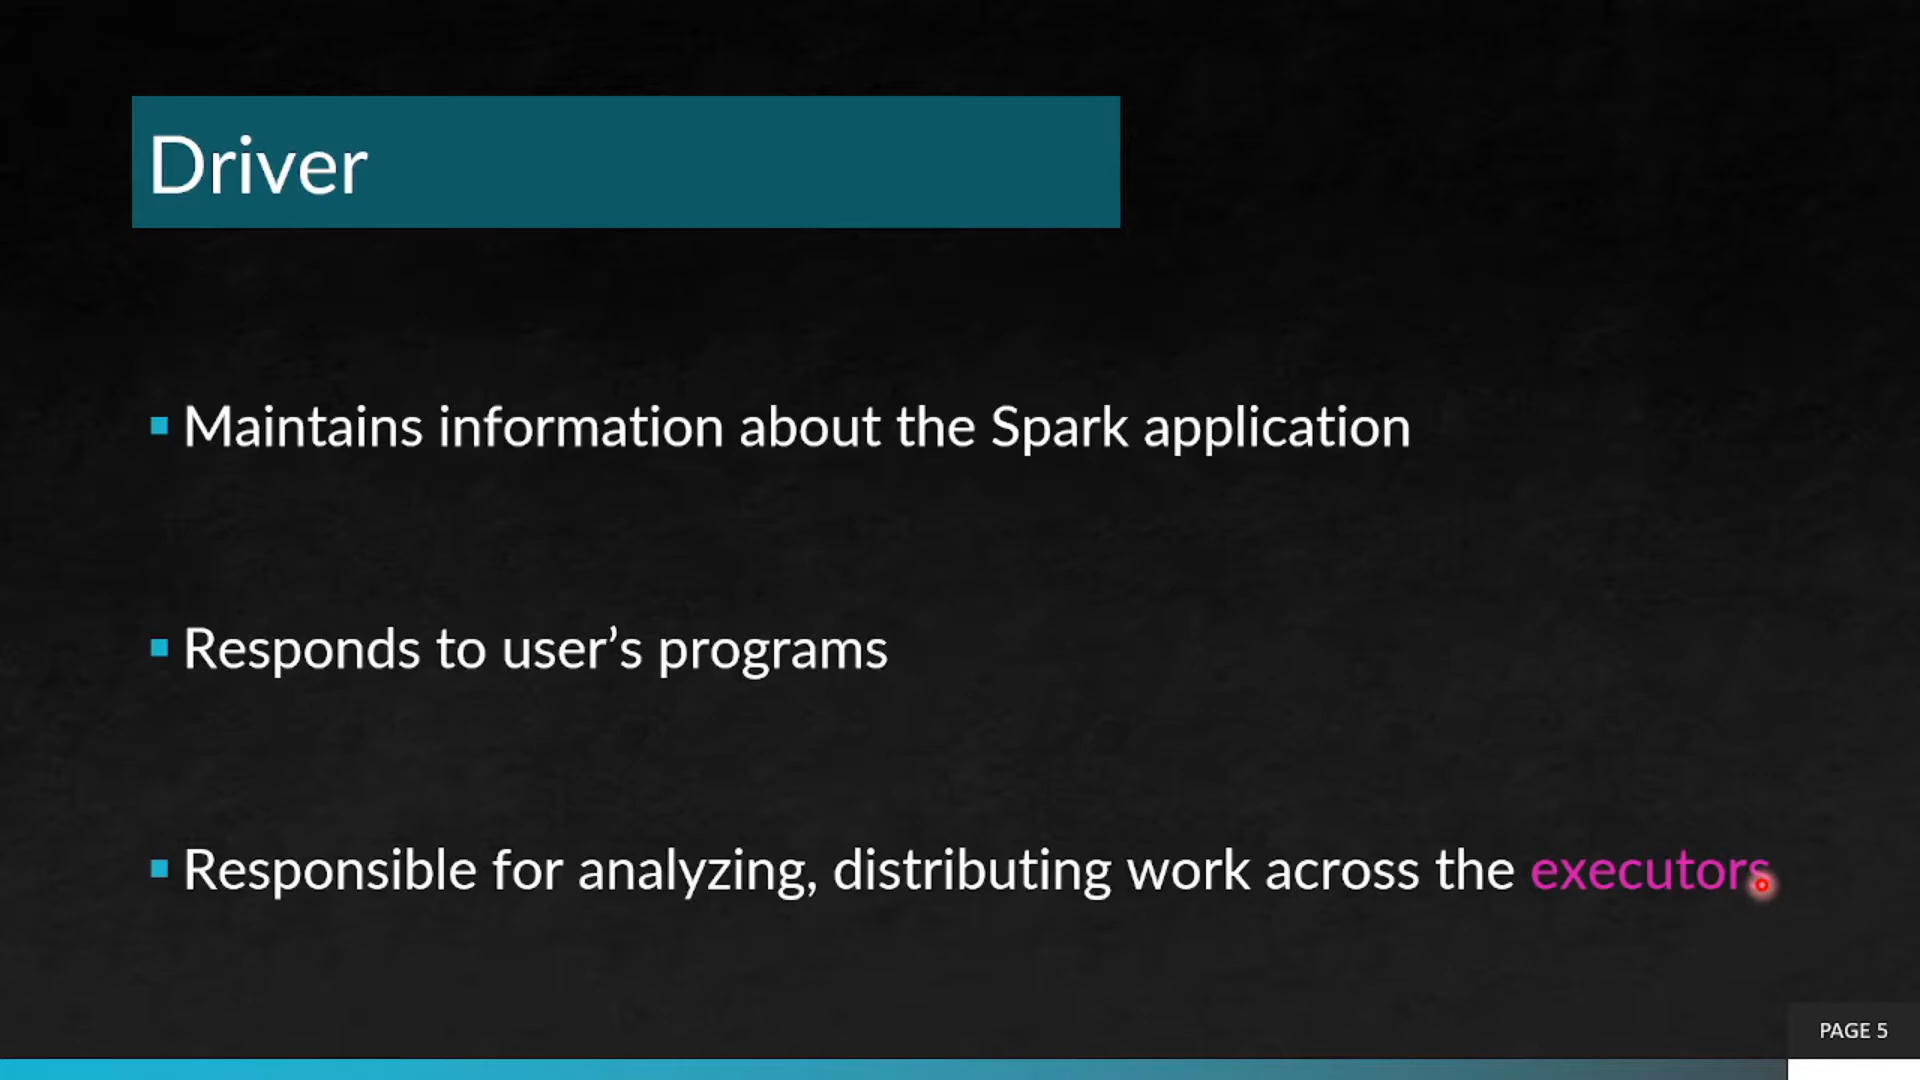 Driver
Maintains information about the Spark application
Responds to user’s programs
Responsible for analyzing, distributing work across the executors
PAGE 5